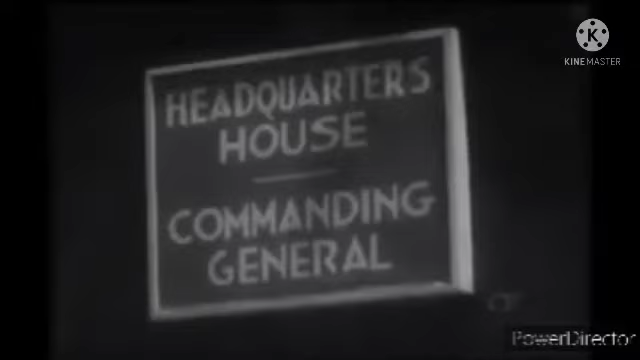 KINEMASTER
HEADQUARTERS
HOUSE
COMMANDING
GENERAL
PowerDirector